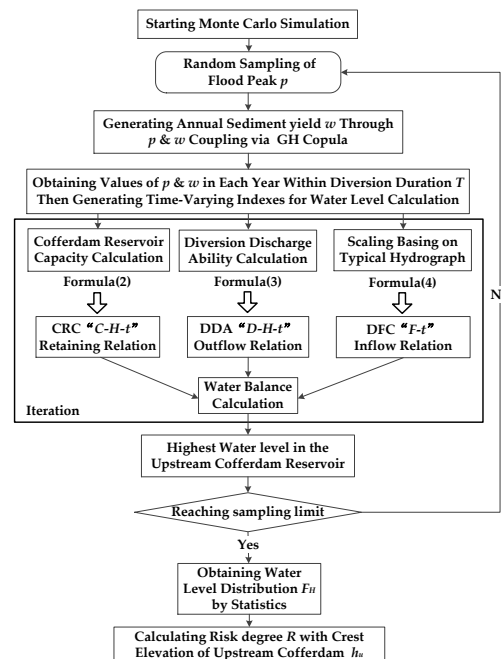 Starting Monte Carlo Simulation
Random Sampling of
Flood Peak p
Generating Annual Sediment yield w Through
p & w Coupling via GH Copula
Obtaining Values of p & w in Each Year Within Diversion Duration T
Then Generating Time-Varying Indexes for Water Level Calculation
Cofferdam Reservoir
Capacity Calculation
Diversion Discharge
Ability Calculation
Scaling Basing on
Typical Hydrograph
Formula(2)
Formula(3)
Formula(4)
N
CRC “C-H-t”
Retaining Relation
DDA “D-H-t”
Outflow Relation
DFC “F-t”
Inflow Relation
Water Balance
Calculation
Iteration
Highest Water level in the
Upstream Cofferdam Reservoir
Reaching sampling limit
Yes
Obtaining Water
Level Distribution FH
by Statistics
Calculating Risk degree R with Crest
Elevation of Upstream Cofferdam hu